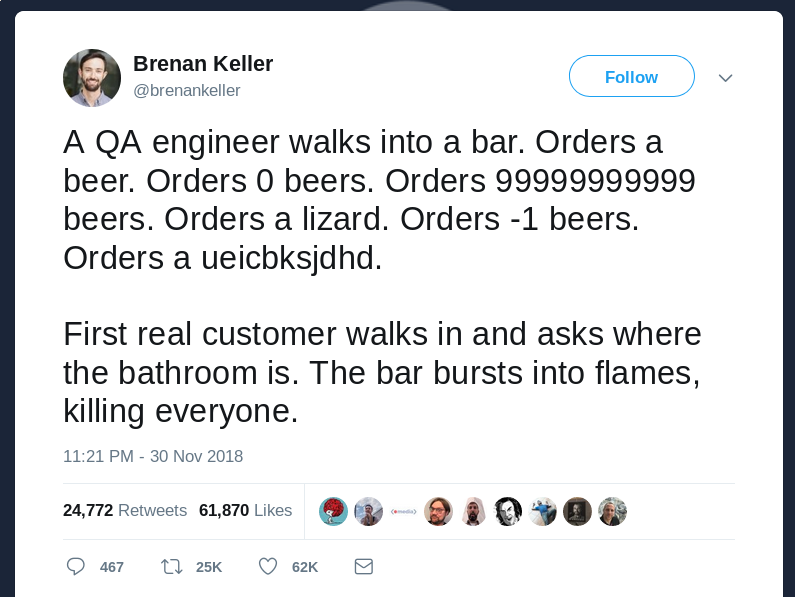 Brenan Keller
@brenankeller
Follow
A QA engineer walks into a bar. Orders a
beer. Orders 0 beers. Orders 99999999999
beers. Orders a lizard. Orders -1 beers.
Orders a ueicbksjdhd.
First real customer walks in and asks where
the bathroom is. The bar bursts into flames,
killing everyone.
11:21 PM - 30 Nov 2018
24,772 Retweets 61,870 Likes
467 25K 62K